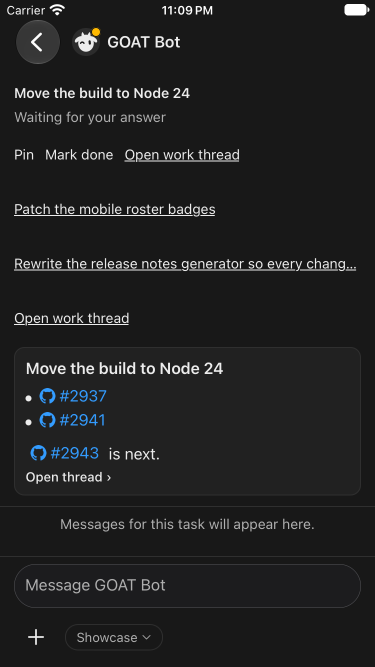 Carrier 11:09 PM
GOAT Bot
Move the build to Node 24
Waiting for your answer
Pin Mark done Open work thread
Patch the mobile roster badges
Rewrite the release notes generator so every chang...
Open work thread
Move the build to Node 24
• #2937
• #2941
#2943 is next.
Open thread ›
Messages for this task will appear here.
Message GOAT Bot
Showcase